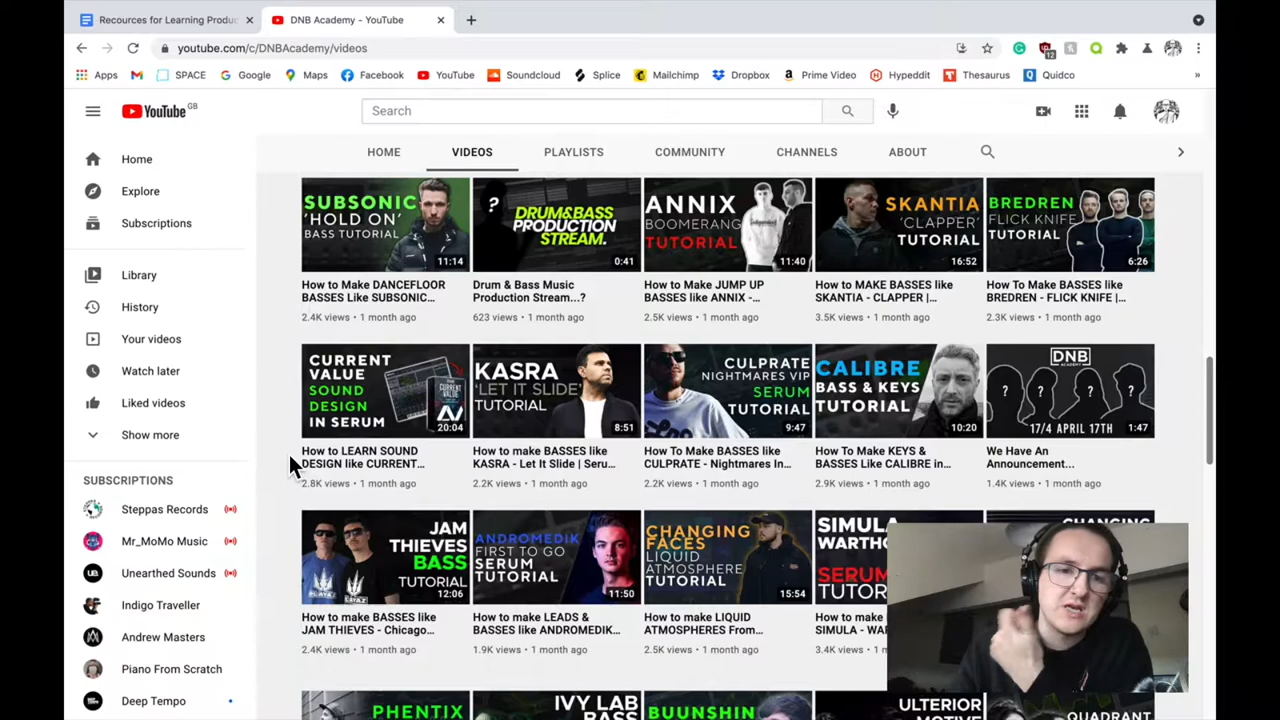 Recources for Learning Produc
DNB Academy - YouTube
youtube.com/c/DNBAcademy/videos
12
Apps
SPACE
Google
Maps
Facebook
YouTube
Soundcloud
Splice
Mailchimp
Dropbox
Prime Video
Hypeddit
Thesaurus
Quidco
YouTube GB
Search
HOME
VIDEOS
PLAYLISTS
COMMUNITY
CHANNELS
ABOUT
Home
Explore
Subscriptions
Library
History
Your videos
Watch later
Liked videos
Show more
SUBSCRIPTIONS
Steppas Records
Mr_MoMo Music
Unearthed Sounds
Indigo Traveller
Andrew Masters
Piano From Scratch
Deep Tempo
SUBSONIC
'HOLD ON'
BASS TUTORIAL
11:14
How to Make DANCEFLOOR
BASSES Like SUBSONIC...
2.4K views • 1 month ago
?
DRUM&BASS
PRODUCTION
STREAM.
0:41
Drum & Bass Music
Production Stream...?
623 views • 1 month ago
ANNIX
BOOMERANG
TUTORIAL
11:40
How to Make JUMP UP
BASSES like ANNIX -...
2.5K views • 1 month ago
SKANTIA
'CLAPPER'
TUTORIAL
16:52
How to MAKE BASSES like
SKANTIA - CLAPPER |...
3.5K views • 1 month ago
BREDREN
FLICK KNIFE
TUTORIAL
6:26
How To Make BASSES like
BREDREN - FLICK KNIFE |...
2.3K views • 1 month ago
CURRENT
VALUE
SOUND
DESIGN
IN SERUM
20:04
How to LEARN SOUND
DESIGN like CURRENT...
2.8K views • 1 month ago
KASRA
'LET IT SLIDE'
TUTORIAL
8:51
How to make BASSES like
KASRA - Let It Slide | Seru...
2.2K views • 1 month ago
CULPRATE
NIGHTMARES VIP
SERUM
TUTORIAL
9:47
How To Make BASSES like
CULPRATE - Nightmares In...
2.2K views • 1 month ago
CALIBRE
BASS & KEYS
TUTORIAL
10:20
How To Make KEYS &
BASSES Like CALIBRE in...
2.9K views • 1 month ago
DNB
ACADEMY
? ? ? ?
17/4 APRIL 17TH
1:47
We Have An
Announcement...
1.4K views • 1 month ago
JAM
THIEVES
BASS
TUTORIAL
12:06
How to make BASSES like
JAM THIEVES - Chicago...
2.4K views • 1 month ago
ANDROMEDIK
FIRST TO GO
SERUM
TUTORIAL
11:50
How to make LEADS &
BASSES like ANDROMEDIK...
1.9K views • 1 month ago
CHANGING
FACES
LIQUID
ATMOSPHERE
TUTORIAL
15:54
How to make LIQUID
ATMOSPHERES From...
2.5K views • 1 month ago
SIMULA
WARTHO
SERUM
TUTOR
How to make
SIMULA - WAR
3.4K views
PHENTIX
IVY LAB
BASS
BUUNSHIN
ULTERIOR
MOTIVE
QUADRANT